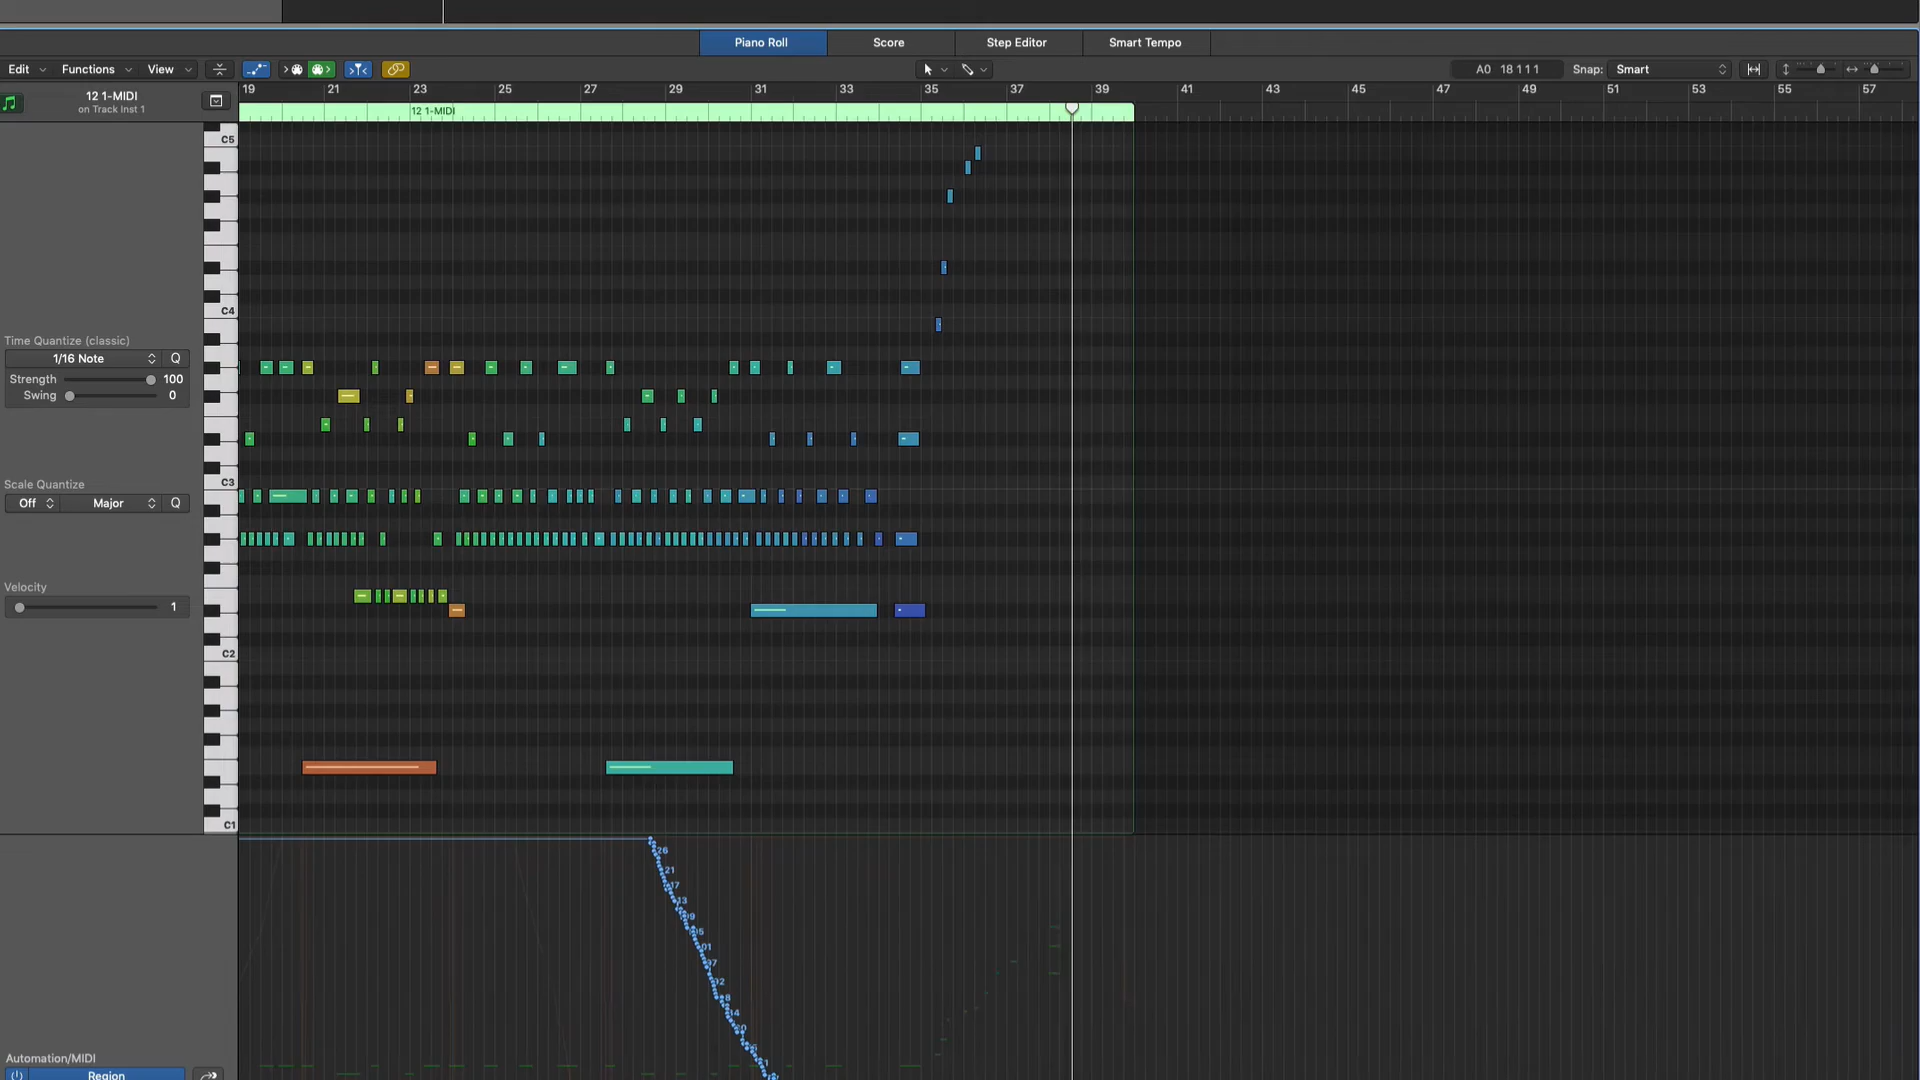 Piano Roll Score Step Editor Smart Tempo
Edit Functions View A0 18 1 1 1 Snap: Smart
12 1-MIDI
on Track Inst 1
19 21 23 25 27 29 31 33 35 37 39 41 43 45 47 49 51 53 55 57
12 1-MIDI
C5
C4
Time Quantize (classic)
1/16 Note Q
Strength 100
Swing 0
C3
Scale Quantize
Off Major Q
Velocity
1
C2
C1
Automation/MIDI
Region